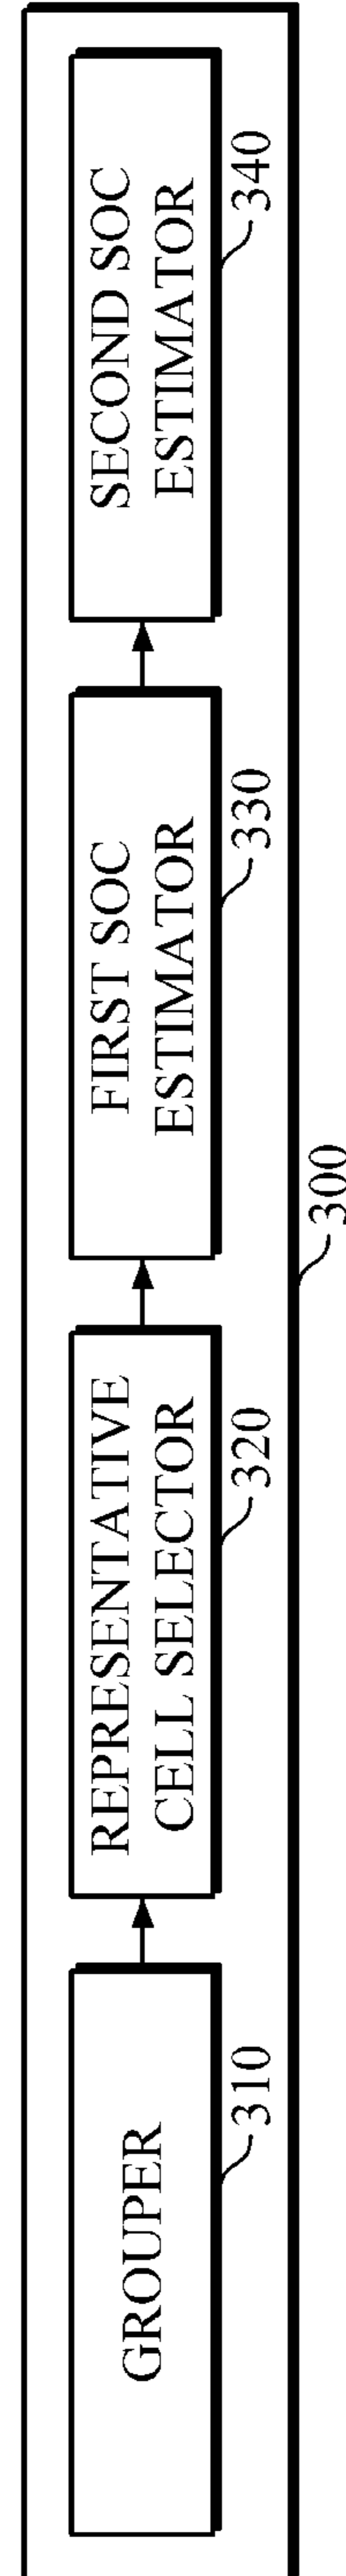 GROUPER
310
REPRESENTATIVE
CELL SELECTOR
320
FIRST SOC
ESTIMATOR
330
SECOND SOC
ESTIMATOR
340
300